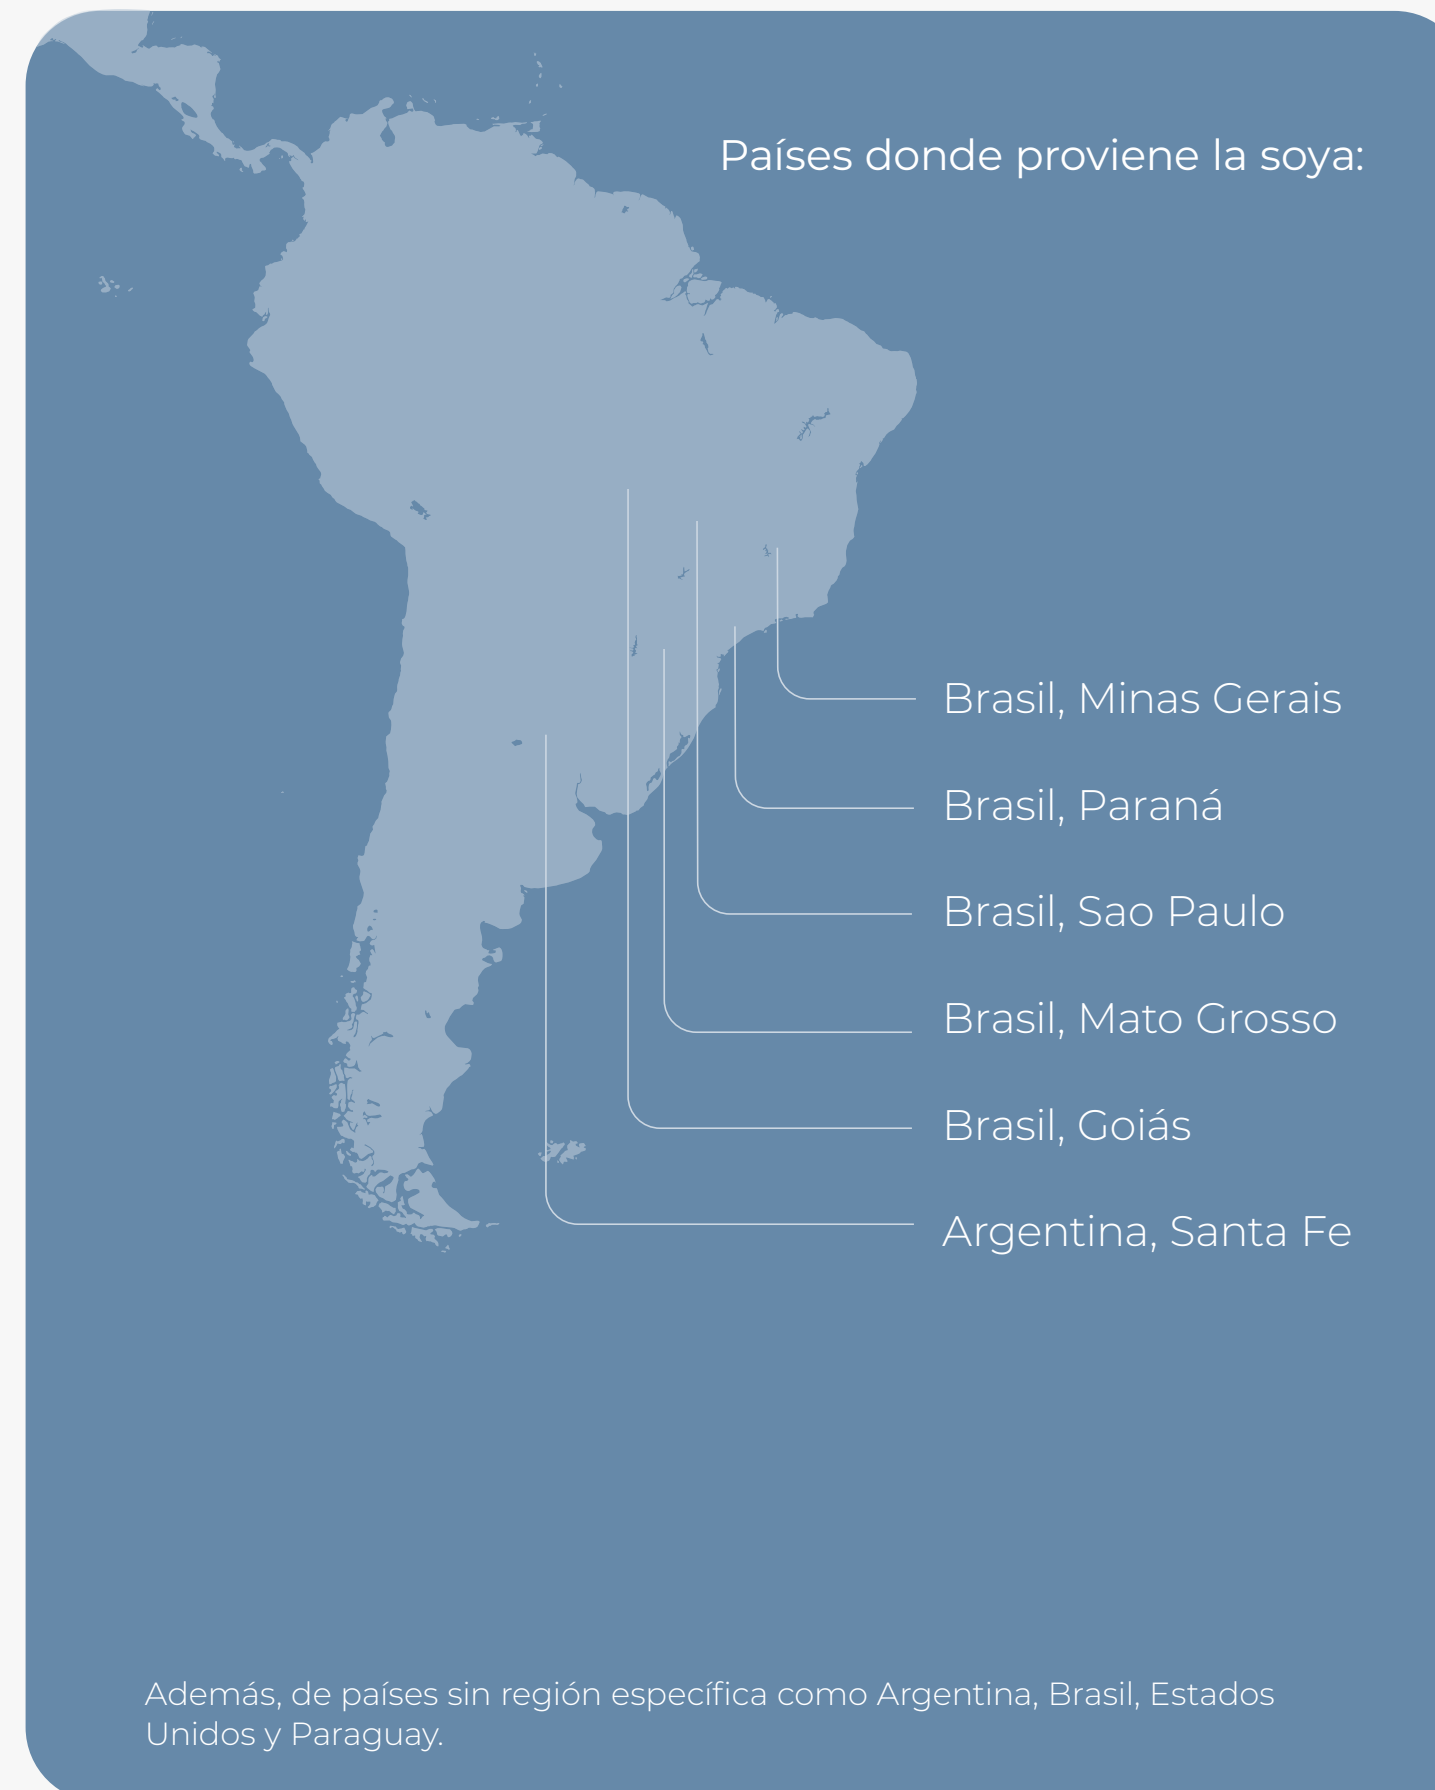 Países donde proviene la soya:
Brasil, Minas Gerais
Brasil, Paraná
Brasil, Sao Paulo
Brasil, Mato Grosso
Brasil, Goiás
Argentina, Santa Fe
Además, de países sin región específica como Argentina, Brasil, Estados
Unidos y Paraguay.